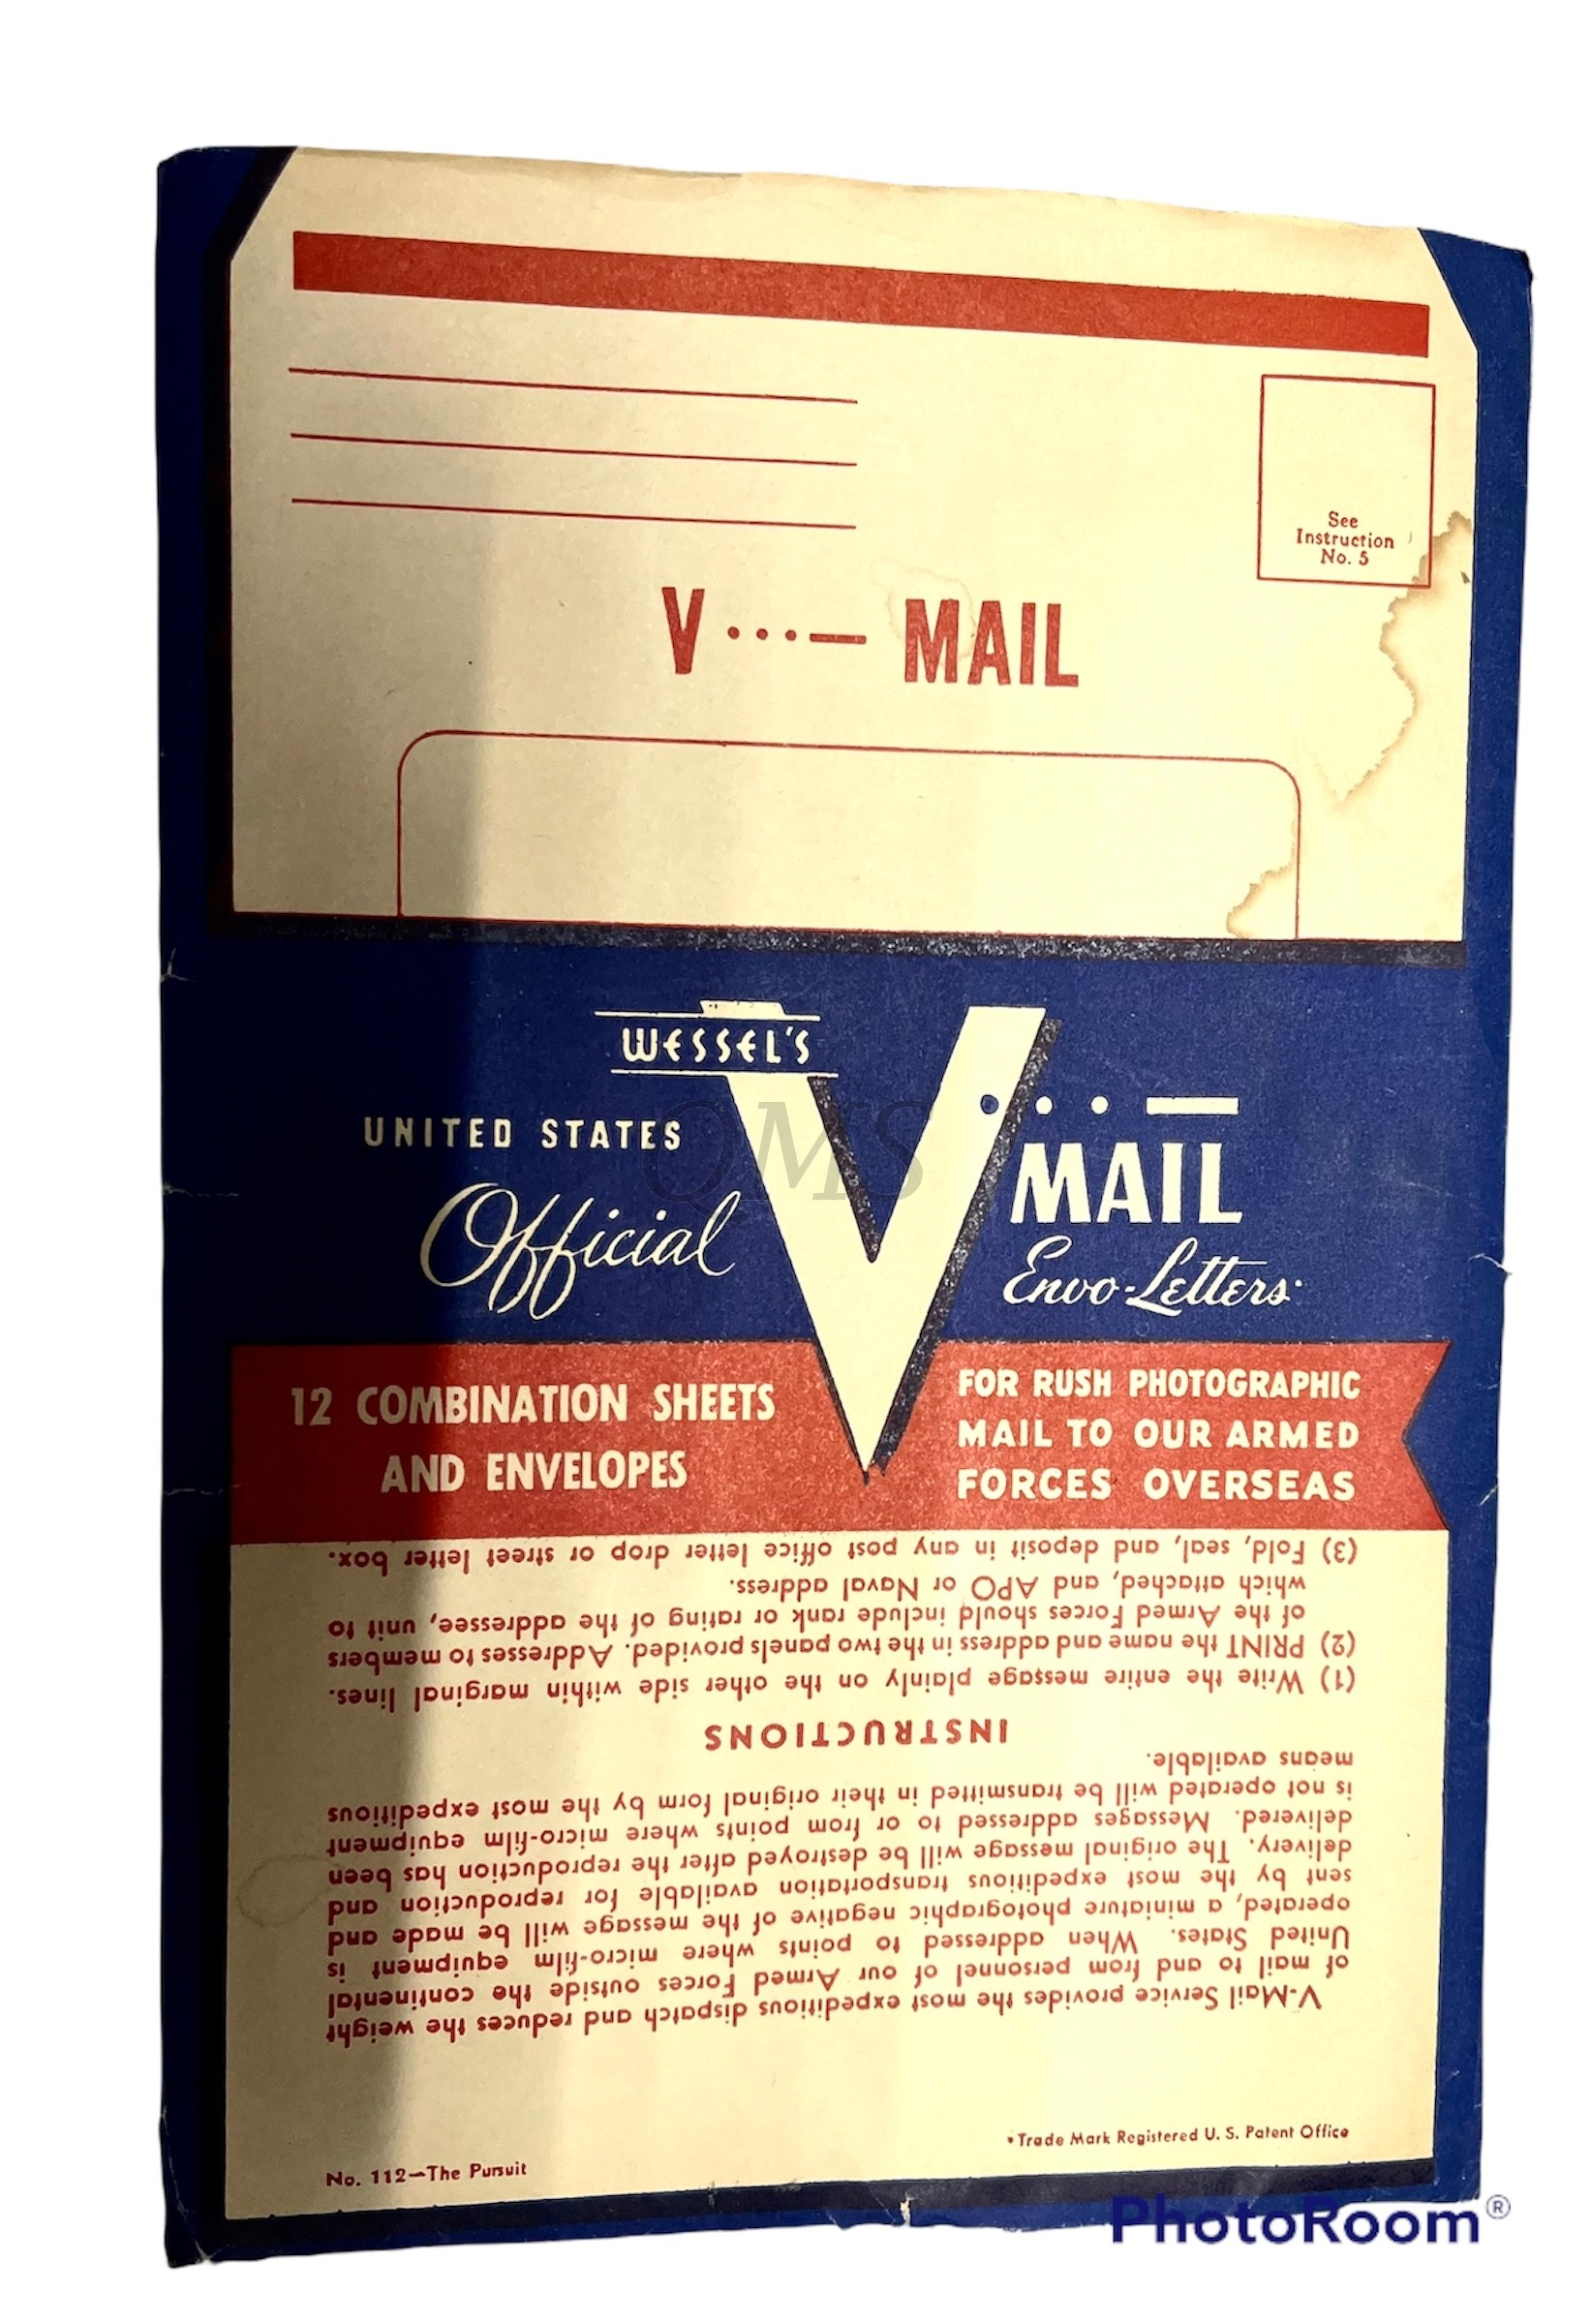 See
Instruction
No. 5
V ...— MAIL
WESSEL'S
UNITED STATES
Official
V ...—
MAIL
Envo-Letters*
QMS
12 COMBINATION SHEETS
AND ENVELOPES
FOR RUSH PHOTOGRAPHIC
MAIL TO OUR ARMED
FORCES OVERSEAS
V-Mail Service provides the most expeditious dispatch and reduces the weight
of mail to and from personnel of our Armed Forces outside the continental
United States. When addressed to points where micro-film equipment is
operated, a miniature photographic negative of the message will be made and
sent by the most expeditious transportation available for reproduction and
delivery. The original message will be destroyed after the reproduction has been
delivered. Messages addressed to or from points where micro-film equipment
is not operated will be transmitted in their original form by the most expeditious
means available.
INSTRUCTIONS
(1) Write the entire message plainly on the other side within marginal lines.
(2) PRINT the name and address in the two panels provided. Addresses to members
of the Armed Forces should include rank or rating of the addressee, unit to
which attached, and APO or Naval address.
(3) Fold, seal, and deposit in any post office letter drop or street letter box.
*Trade Mark Registered U. S. Patent Office
No. 112—The Pursuit
PhotoRoom®